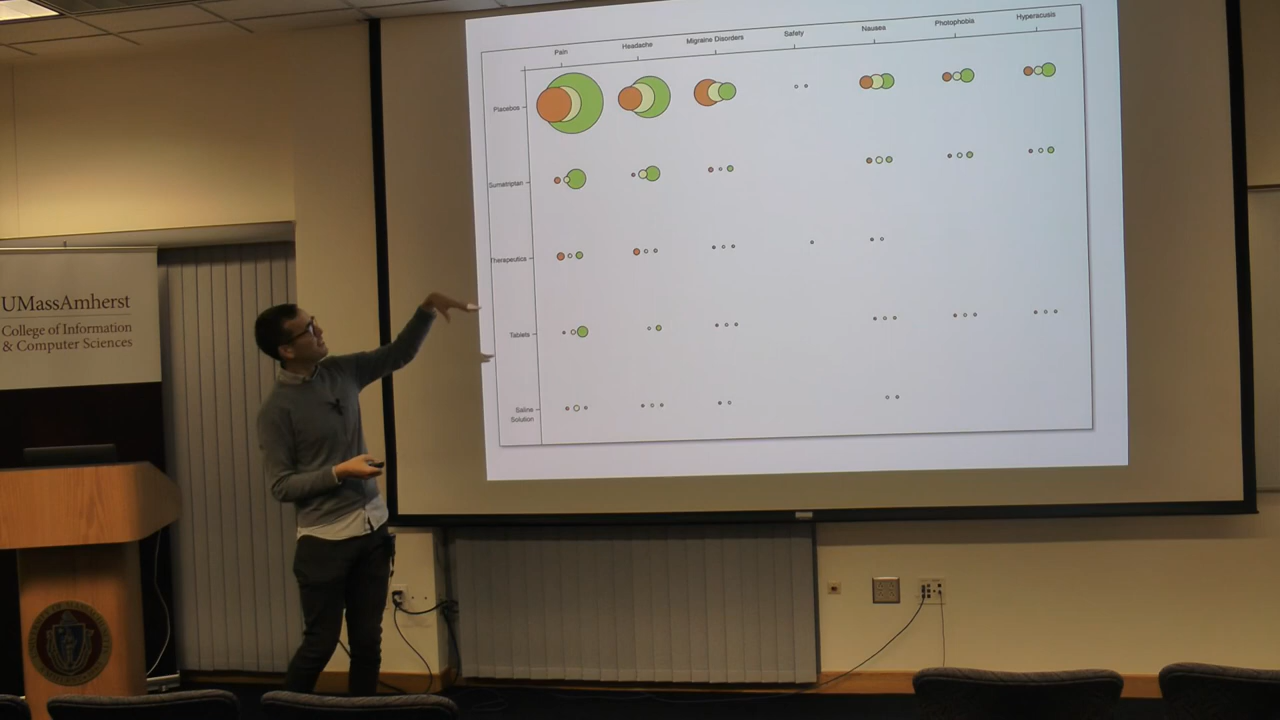 Pain
Headache
Migraine Disorders
Safety
Nausea
Photophobia
Hyperacusis
Placebos
Sumatriptan
Therapeutics
Tablets
Saline
Solution
UMassAmherst
College of Information
& Computer Sciences